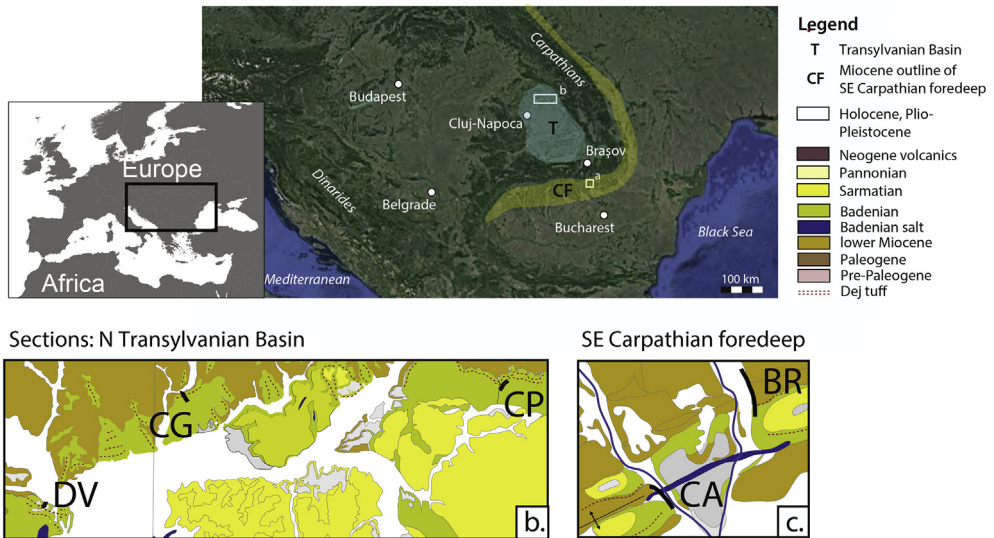 Europe
Africa
Budapest
Cluj-Napoca
Carpathians
b
T
Brașov
a
CF
Dinarides
Belgrade
Bucharest
Black Sea
Mediterranean
100 km
Legend
T Transylvanian Basin
CF Miocene outline of
SE Carpathian foredeep
Holocene, Plio-
Pleistocene
Neogene volcanics
Pannonian
Sarmatian
Badenian
Badenian salt
lower Miocene
Paleogene
Pre-Paleogene
Dej tuff
Sections: N Transylvanian Basin
CG
CP
DV
b.
SE Carpathian foredeep
BR
CA
c.